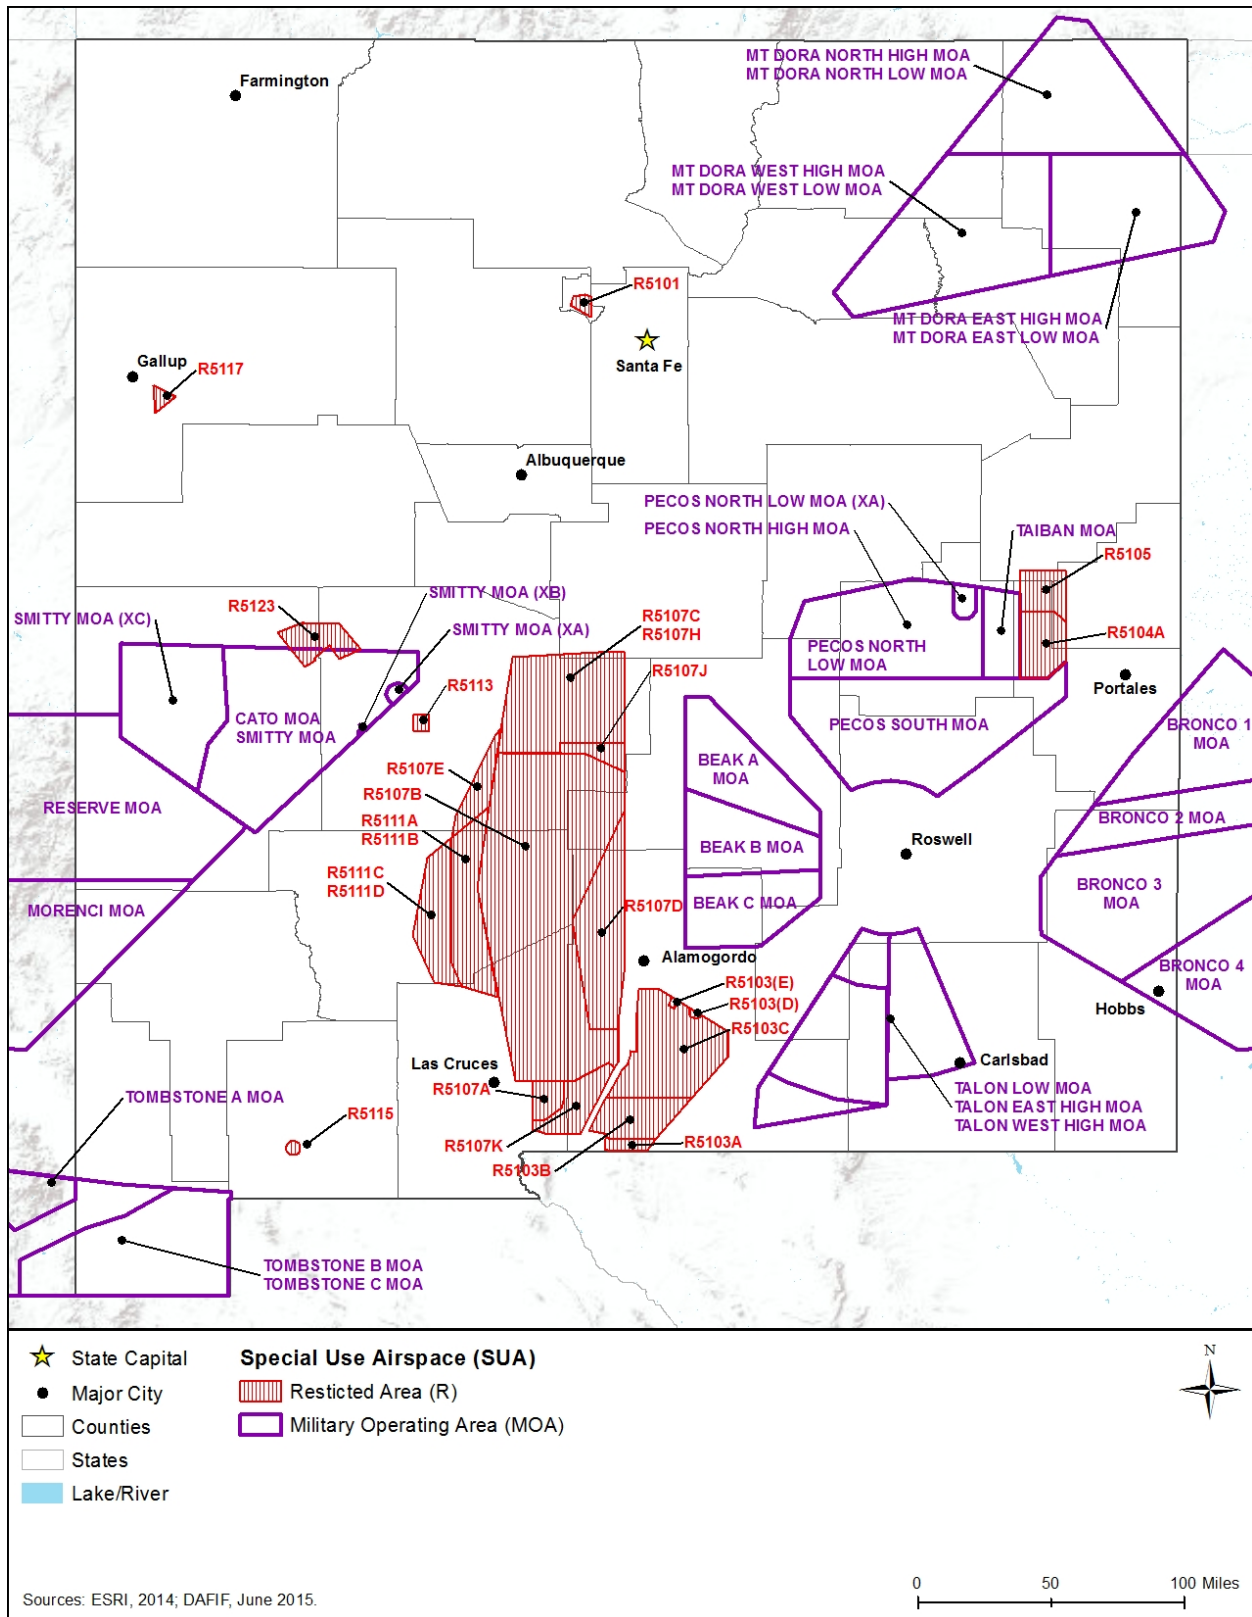 MT DORA NORTH HIGH MOA
MT DORA NORTH LOW MOA
Farmington
MT DORA WEST HIGH MOA
MT DORA WEST LOW MOA
R5101
MT DORA EAST HIGH MOA
MT DORA EAST LOW MOA
Santa Fe
Gallup
R5117
Albuquerque
PECOS NORTH LOW MOA (XA)
PECOS NORTH HIGH MOA
TAIBAN MOA
R5105
SMITTY MOA (XB)
R5123
SMITTY MOA (XC)
SMITTY MOA (XA)
R5107C
R5107H
R5104A
PECOS NORTH
LOW MOA
R5107J
R5113
Portales
CATO MOA
SMITTY MOA
PECOS SOUTH MOA
BRONCO 1
MOA
BEAK A
MOA
R5107E
R5107B
RESERVE MOA
R5111A
R5111B
BRONCO 2 MOA
Roswell
BEAK B MOA
R5111C
R5111D
BRONCO 3
MOA
BEAK C MOA
R5107D
MORENCI MOA
Alamogordo
BRONCO 4
MOA
R5103(E)
R5103(D)
Hobbs
R5103C
Las Cruces
Carlsbad
R5107A
TALON LOW MOA
TALON EAST HIGH MOA
TALON WEST HIGH MOA
TOMBSTONE A MOA
R5115
R5107K
R5103A
R5103B
TOMBSTONE B MOA
TOMBSTONE C MOA
State Capital
Major City
Counties
States
Lake/River
Special Use Airspace (SUA)
Resticted Area (R)
Military Operating Area (MOA)
N
Sources: ESRI, 2014; DAFIF, June 2015.
0 50 100 Miles